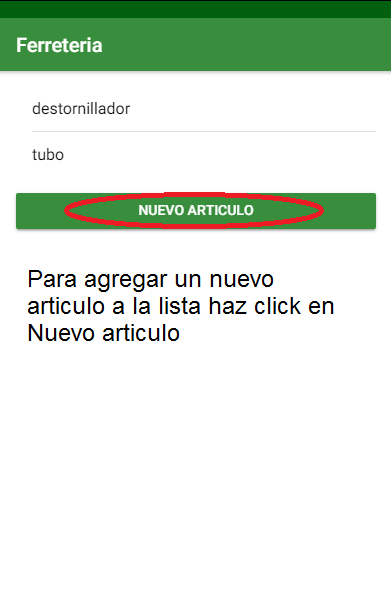 Ferreteria
destornillador
tubo
NUEVO ARTICULO
Para agregar un nuevo
articulo a la lista haz click en
Nuevo articulo